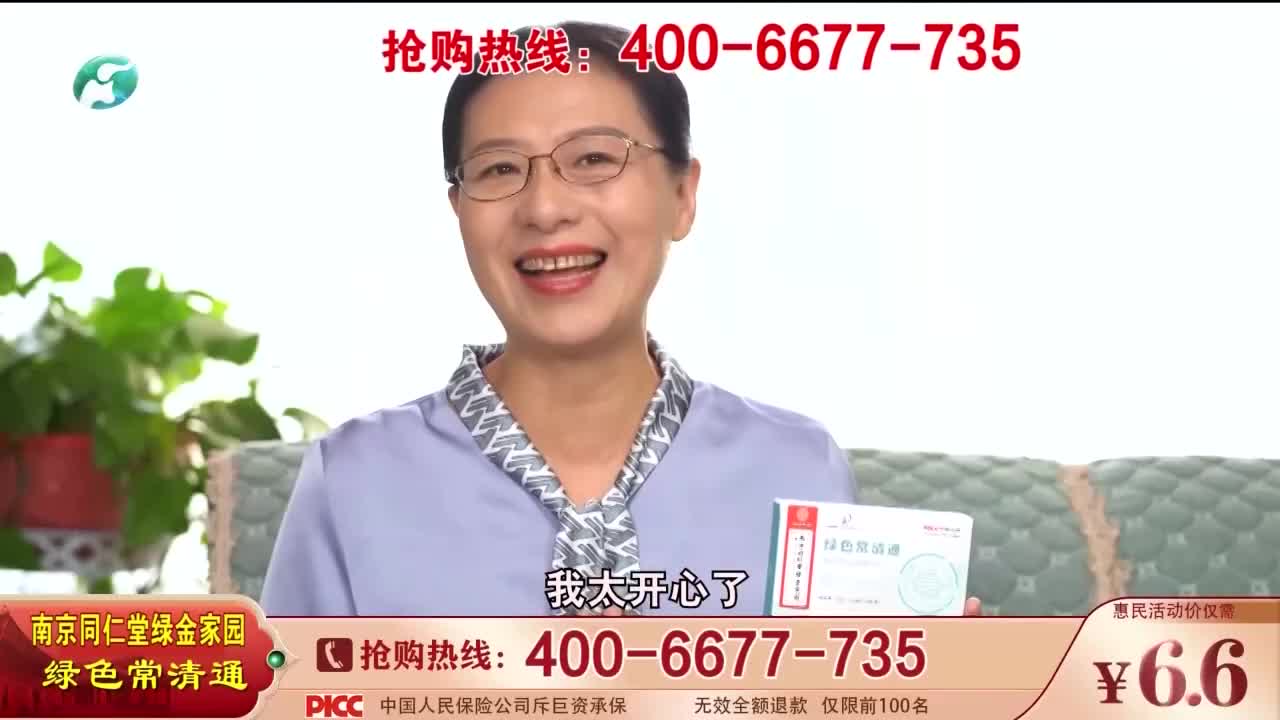 抢购热线：400-6677-735
绿色常清通
我太开心了
南京同仁堂绿金家园
绿色常清通
抢购热线：400-6677-735
惠民活动价仅需
¥6.6
PICC 中国人民保险公司斥巨资承保 无效全额退款 仅限前100名